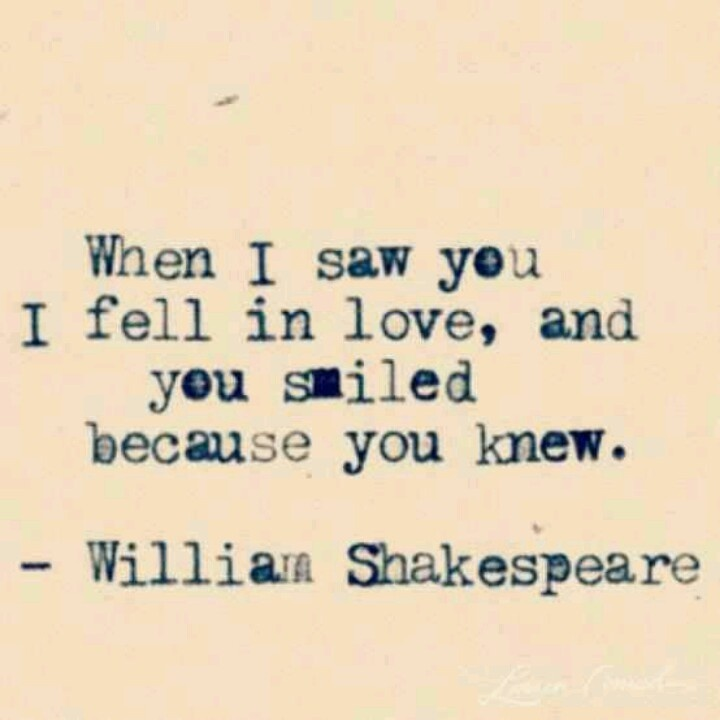 When I saw you
I fell in love, and
you smiled
because you knew.
- William Shakespeare